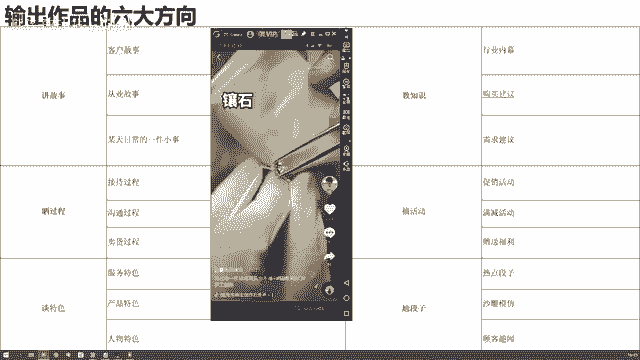 输出作品的六大方向
讲故事
客户故事
从业故事
某天日常的一件小事
晒过程
接待过程
沟通过程
卖货过程
谈特色
服务特色
产品特色
人物特色
镶石
教知识
行业内幕
购买建议
需求建议
搞活动
促销活动
满减活动
赠送福利
热点段子
沙雕模仿
顾客趣闻